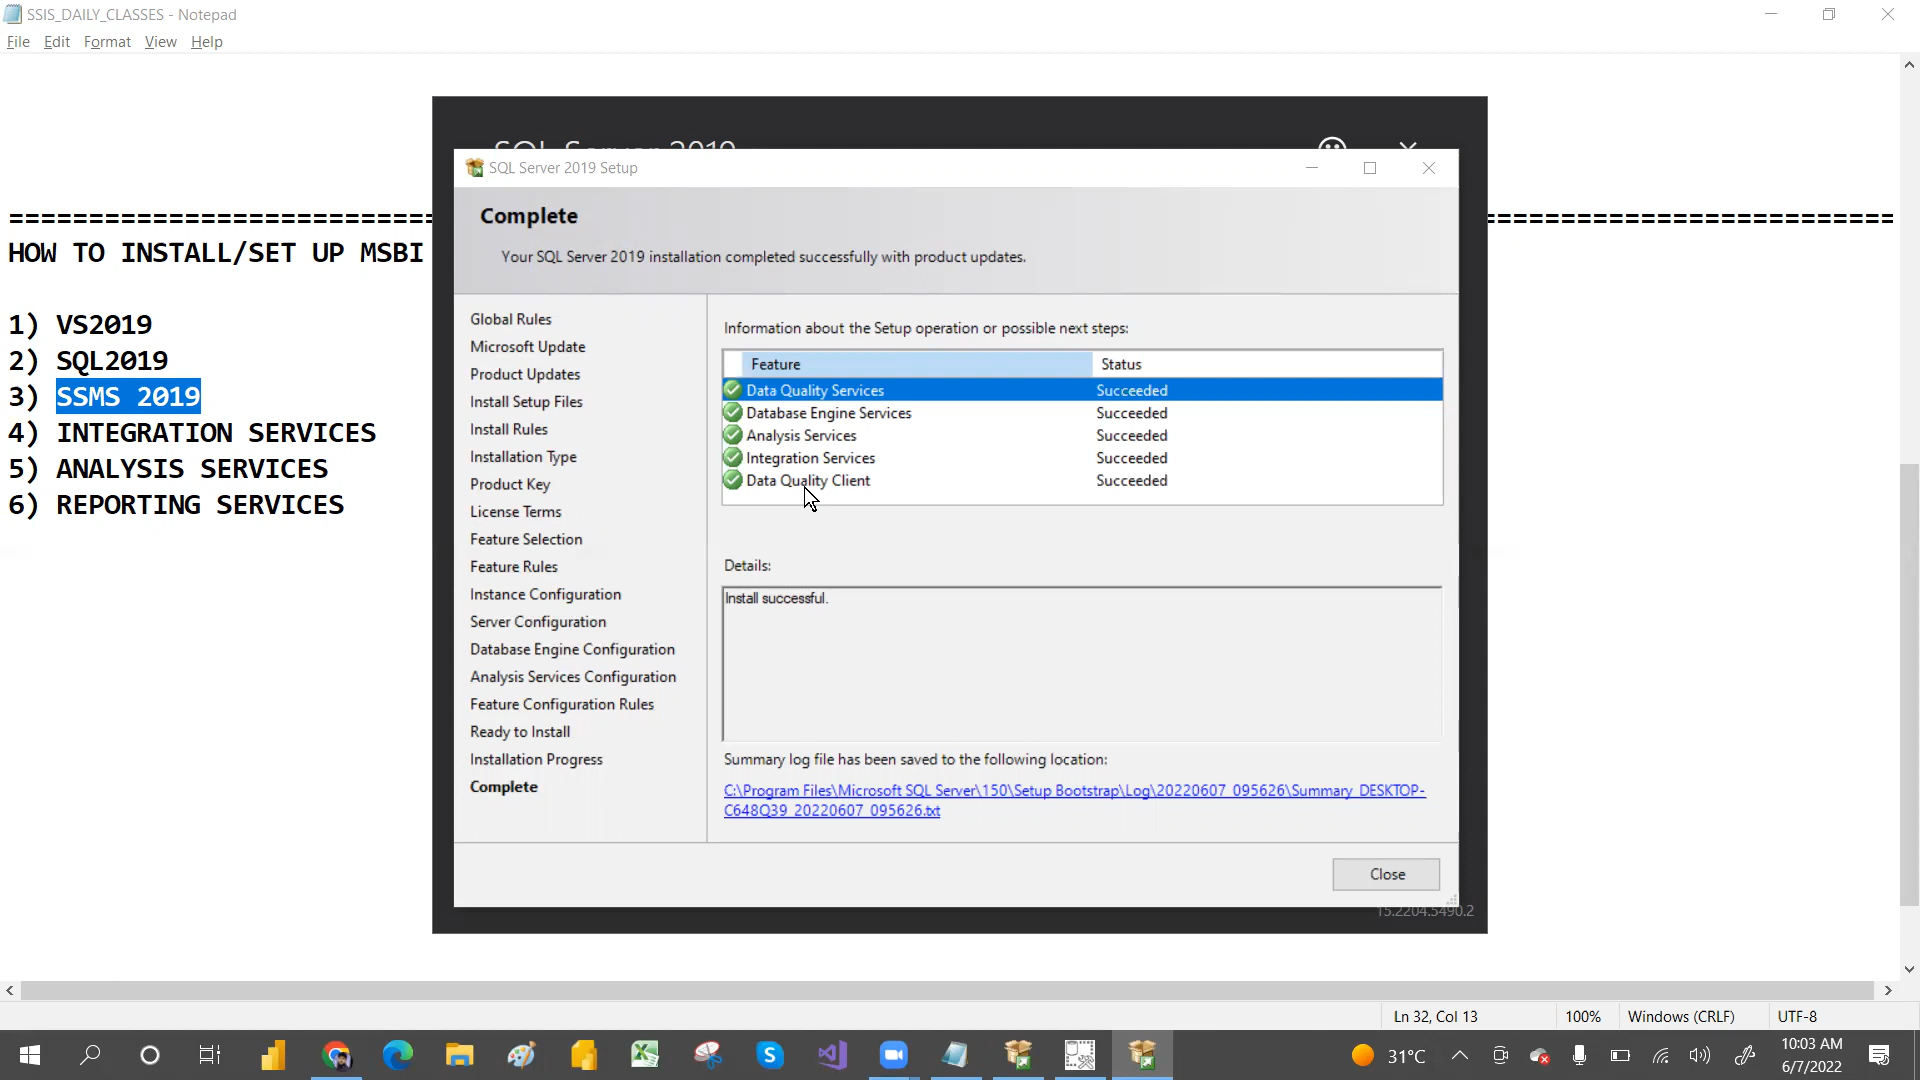 SSIS_DAILY_CLASSES - Notepad
File Edit Format View Help
SQL Server 2019
SQL Server 2019 Setup
Complete
Your SQL Server 2019 installation completed successfully with product updates.
HOW TO INSTALL/SET UP MSBI
1) VS2019
2) SQL2019
3) SSMS 2019
4) INTEGRATION SERVICES
5) ANALYSIS SERVICES
6) REPORTING SERVICES
Global Rules
Microsoft Update
Product Updates
Install Setup Files
Install Rules
Installation Type
Product Key
License Terms
Feature Selection
Feature Rules
Instance Configuration
Server Configuration
Database Engine Configuration
Analysis Services Configuration
Feature Configuration Rules
Ready to Install
Installation Progress
Complete
Information about the Setup operation or possible next steps:
Feature Status
Data Quality Services Succeeded
Database Engine Services Succeeded
Analysis Services Succeeded
Integration Services Succeeded
Data Quality Client Succeeded
Details:
Install successful.
Summary log file has been saved to the following location:
C:\Program Files\Microsoft SQL Server\150\Setup Bootstrap\Log\20220607_095626\Summary_DESKTOP-
C648Q39_20220607_095626.txt
Close
15.2204.5490.2
Ln 32, Col 13 100% Windows (CRLF) UTF-8
31°C
10:03 AM
6/7/2022